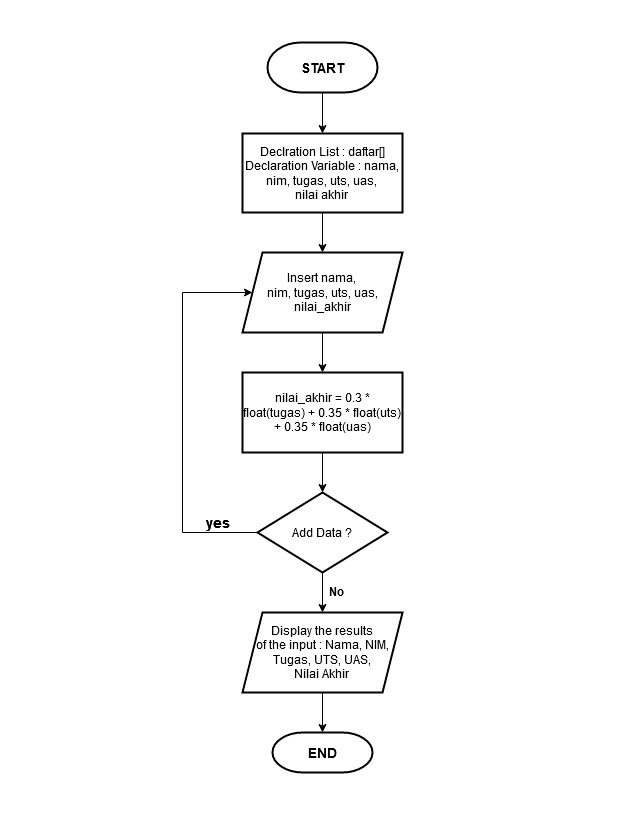 START
Declration List : daftar[]
Declaration Variable : nama,
nim, tugas, uts, uas,
nilai akhir
Insert nama,
nim, tugas, uts, uas,
nilai_akhir
nilai_akhir = 0.3 *
float(tugas) + 0.35 * float(uts)
+ 0.35 * float(uas)
yes
Add Data ?
No
Display the results
of the input : Nama, NIM,
Tugas, UTS, UAS,
Nilai Akhir
END